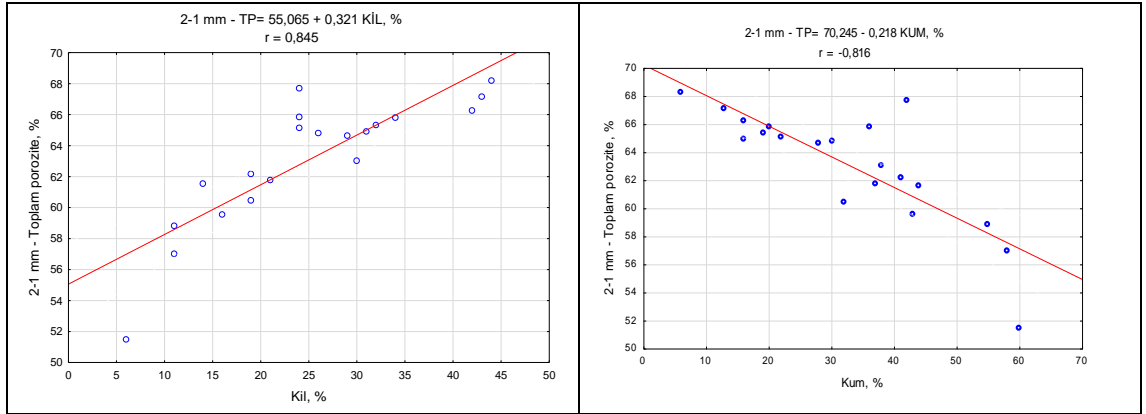 2-1 mm - TP= 55,065 + 0,321 KİL, %
r = 0,845
70
68
66
64
62
60
58
56
54
52
50
2-1 mm - Toplam porozite, %
0 5 10 15 20 25 30 35 40 45 50
Kil, %
2-1 mm - TP= 70,245 - 0,218 KUM, %
r = -0,816
70
68
66
64
62
60
58
56
54
52
50
2-1 mm - Toplam porozite, %
0 10 20 30 40 50 60 70
Kum, %